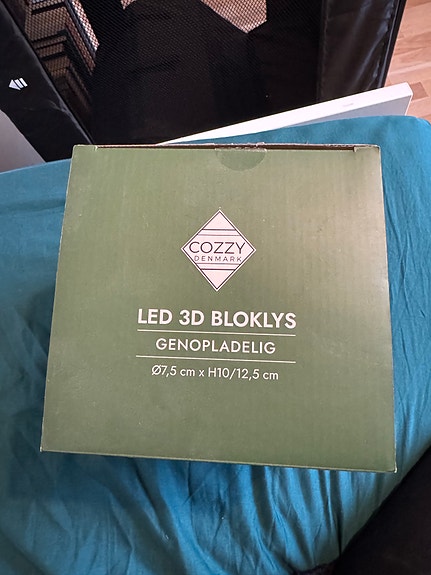 COZZY
DENMARK
LED 3D BLOKLYS
GENOPLADELIG
Ø7,5 cm x H10/12,5 cm